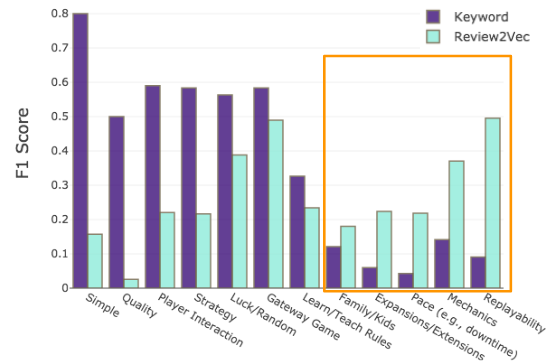 Keyword
Review2Vec
F1 Score
0.8
0.7
0.6
0.5
0.4
0.3
0.2
0.1
0
Simple
Quality
Player Interaction
Strategy
Luck/Random
Gateway Game
Learn/Teach Rules
Family/Kids
Expansions/Extensions
Pace (e.g., downtime)
Mechanics
Replayability